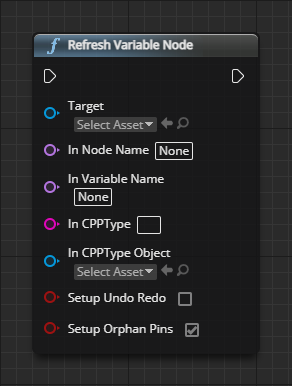 f Refresh Variable Node
Target
Select Asset
In Node Name None
In Variable Name
None
In CPPType
In CPPType Object
Select Asset
Setup Undo Redo
Setup Orphan Pins